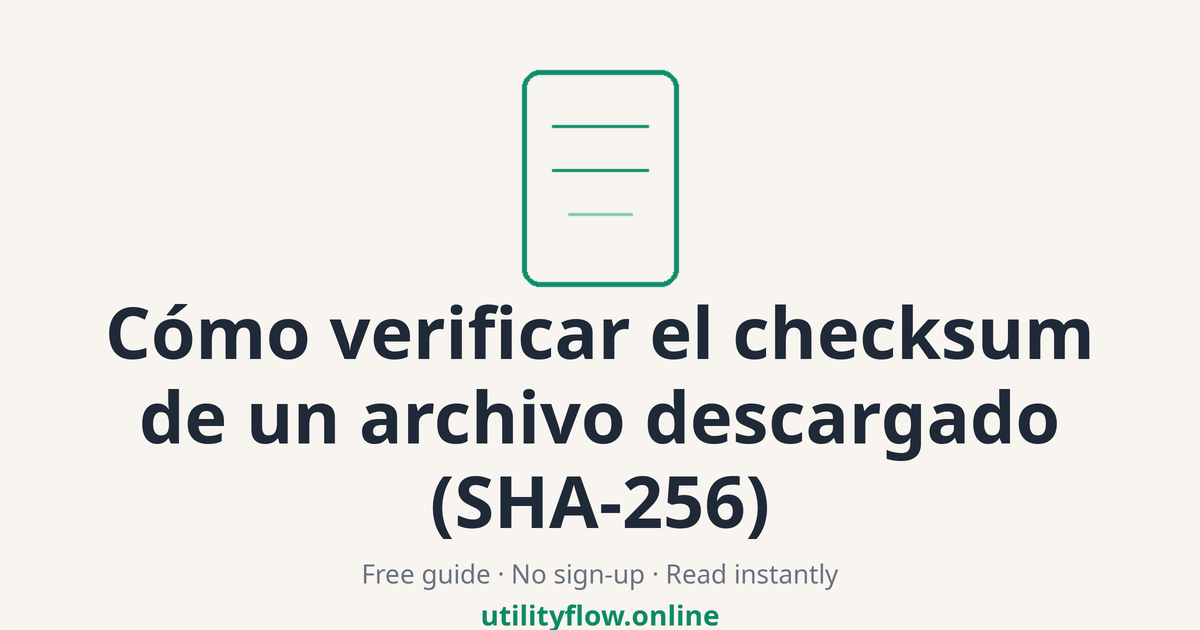 Cómo verificar el checksum
de un archivo descargado
(SHA-256)
Free guide · No sign-up · Read instantly
utilityflow.online